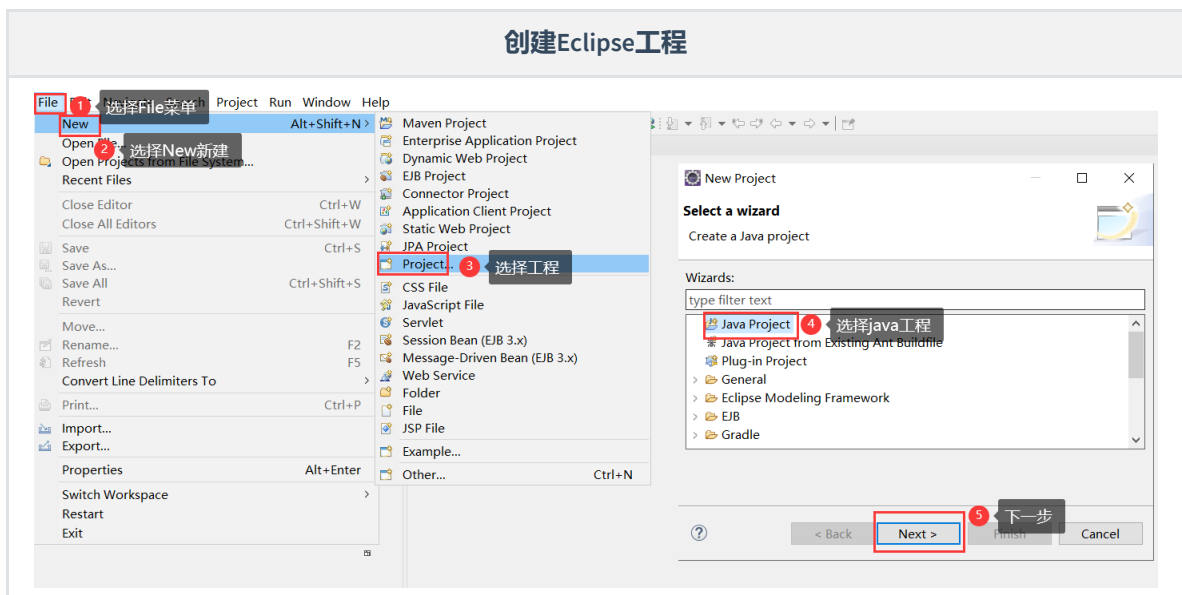 创建Eclipse工程
File Project Run Window Help
1 选择File菜单
New Alt+Shift+N >
Open File...
2 选择New新建
Open Projects from File System...
Recent Files >
Close Editor Ctrl+W
Close All Editors Ctrl+Shift+W
Save Ctrl+S
Save As...
Save All Ctrl+Shift+S
Revert
Move...
Rename... F2
Refresh F5
Convert Line Delimiters To >
Print... Ctrl+P
Import...
Export...
Properties Alt+Enter
Switch Workspace >
Restart
Exit
Maven Project
Enterprise Application Project
Dynamic Web Project
EJB Project
Connector Project
Application Client Project
Static Web Project
JPA Project
Project...
3 选择工程
CSS File
JavaScript File
Servlet
Session Bean (EJB 3.x)
Message-Driven Bean (EJB 3.x)
Web Service
Folder
File
JSP File
Example...
Other... Ctrl+N
New Project
Select a wizard
Create a Java project
Wizards:
type filter text
Java Project
4 选择java工程
Java Project from Existing Ant Buildfile
Plug-in Project
> General
> Eclipse Modeling Framework
> EJB
> Gradle
5 下一步
? < Back Next > Finish Cancel